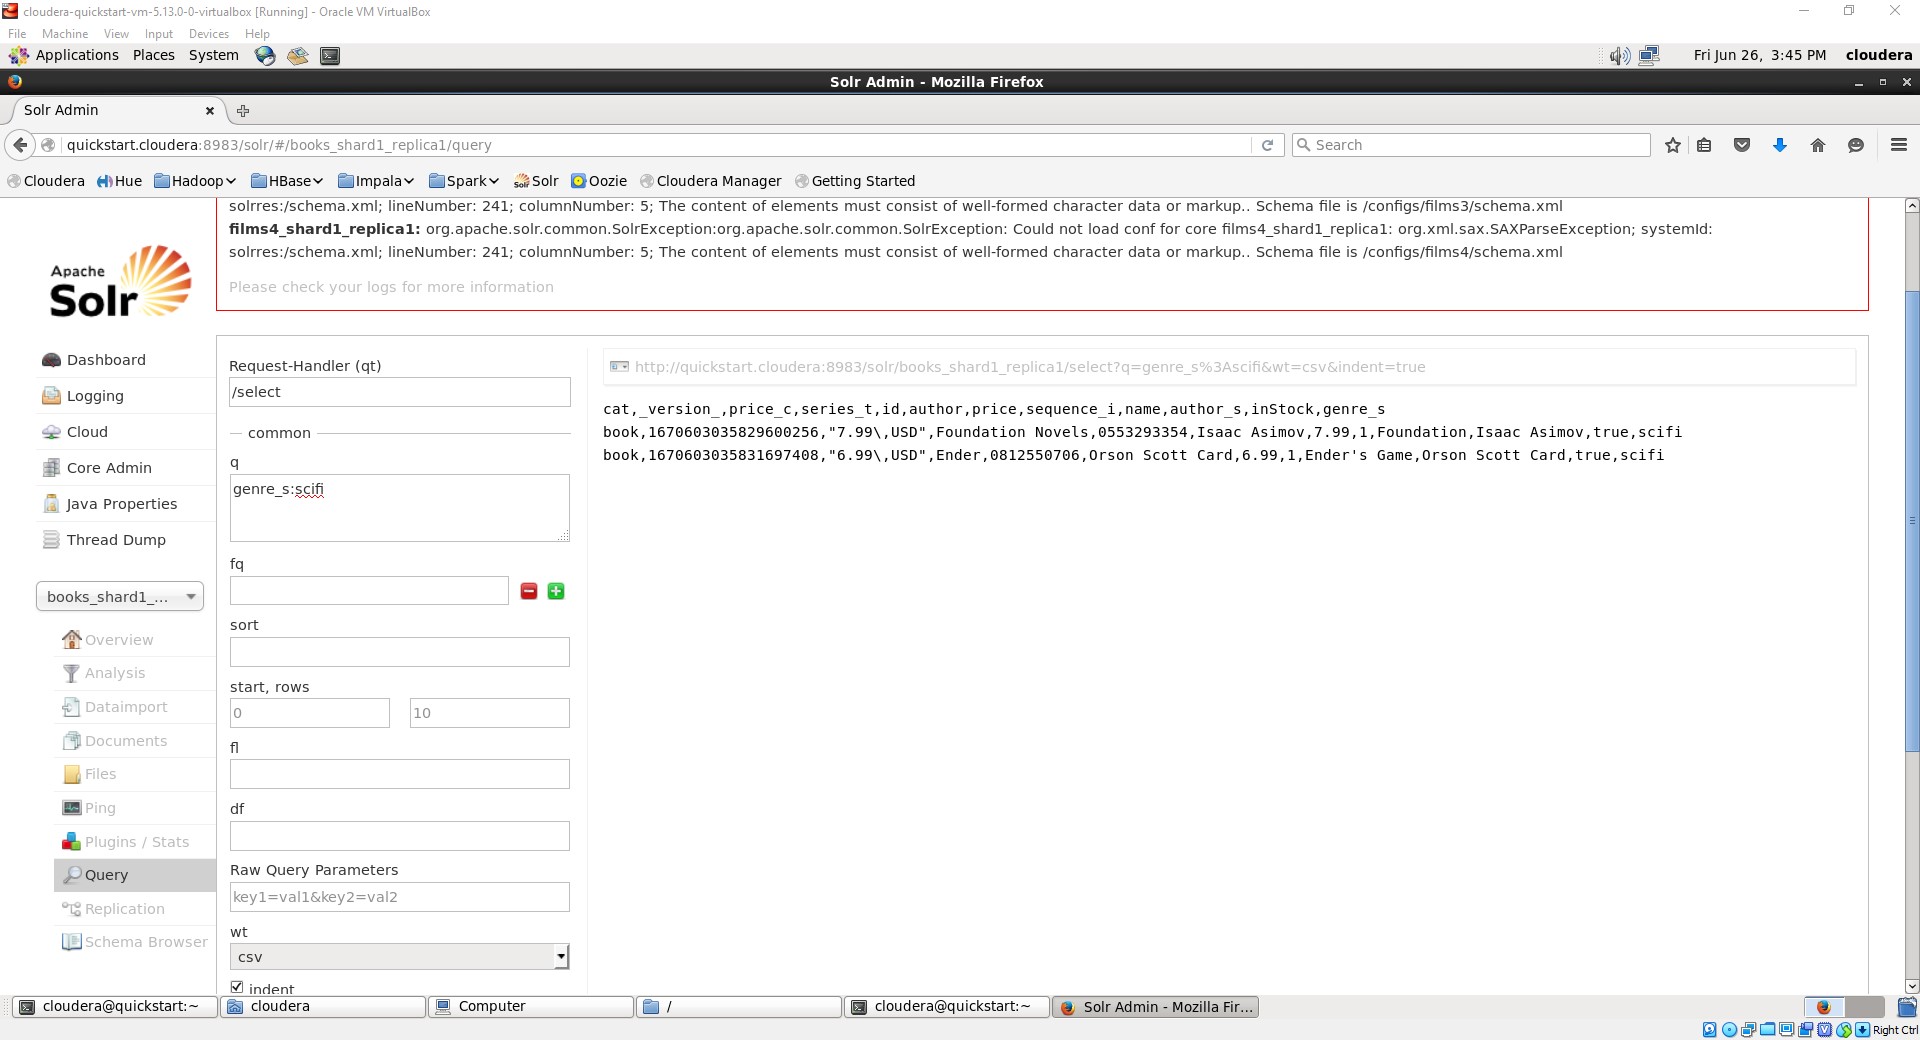 cloudera-quickstart-vm-5.13.0-0-virtualbox [Running] - Oracle VM VirtualBox
File Machine View Input Devices Help
Applications Places System Fri Jun 26, 3:45 PM cloudera
Solr Admin - Mozilla Firefox
Solr Admin
quickstart.cloudera:8983/solr/#/books_shard1_replica1/query Search
Cloudera Hue Hadoop HBase Impala Spark Solr Oozie Cloudera Manager Getting Started
solrres:/schema.xml; lineNumber: 241; columnNumber: 5; The content of elements must consist of well-formed character data or markup.. Schema file is /configs/films3/schema.xml
films4_shard1_replica1: org.apache.solr.common.SolrException:org.apache.solr.common.SolrException: Could not load conf for core films4_shard1_replica1: org.xml.sax.SAXParseException; systemId:
solrres:/schema.xml; lineNumber: 241; columnNumber: 5; The content of elements must consist of well-formed character data or markup.. Schema file is /configs/films4/schema.xml
Please check your logs for more information
Apache
Solr
Dashboard
Logging
Cloud
Core Admin
Java Properties
Thread Dump
books_shard1_...
Overview
Analysis
Dataimport
Documents
Files
Ping
Plugins / Stats
Query
Replication
Schema Browser
Request-Handler (qt)
/select
common
q
genre_s:scifi
fq
sort
start, rows
0 10
fl
df
Raw Query Parameters
key1=val1&key2=val2
wt
csv
indent
http://quickstart.cloudera:8983/solr/books_shard1_replica1/select?q=genre_s%3Ascifi&wt=csv&indent=true
cat,_version_,price_c,series_t,id,author,price,sequence_i,name,author_s,inStock,genre_s
book,1670603035829600256,"7.99\,USD",Foundation Novels,0553293354,Isaac Asimov,7.99,1,Foundation,Isaac Asimov,true,scifi
book,1670603035831697408,"6.99\,USD",Ender,0812550706,Orson Scott Card,6.99,1,Ender's Game,Orson Scott Card,true,scifi
cloudera@quickstart:~ cloudera Computer / cloudera@quickstart:~ Solr Admin - Mozilla Fir...
Right Ctrl